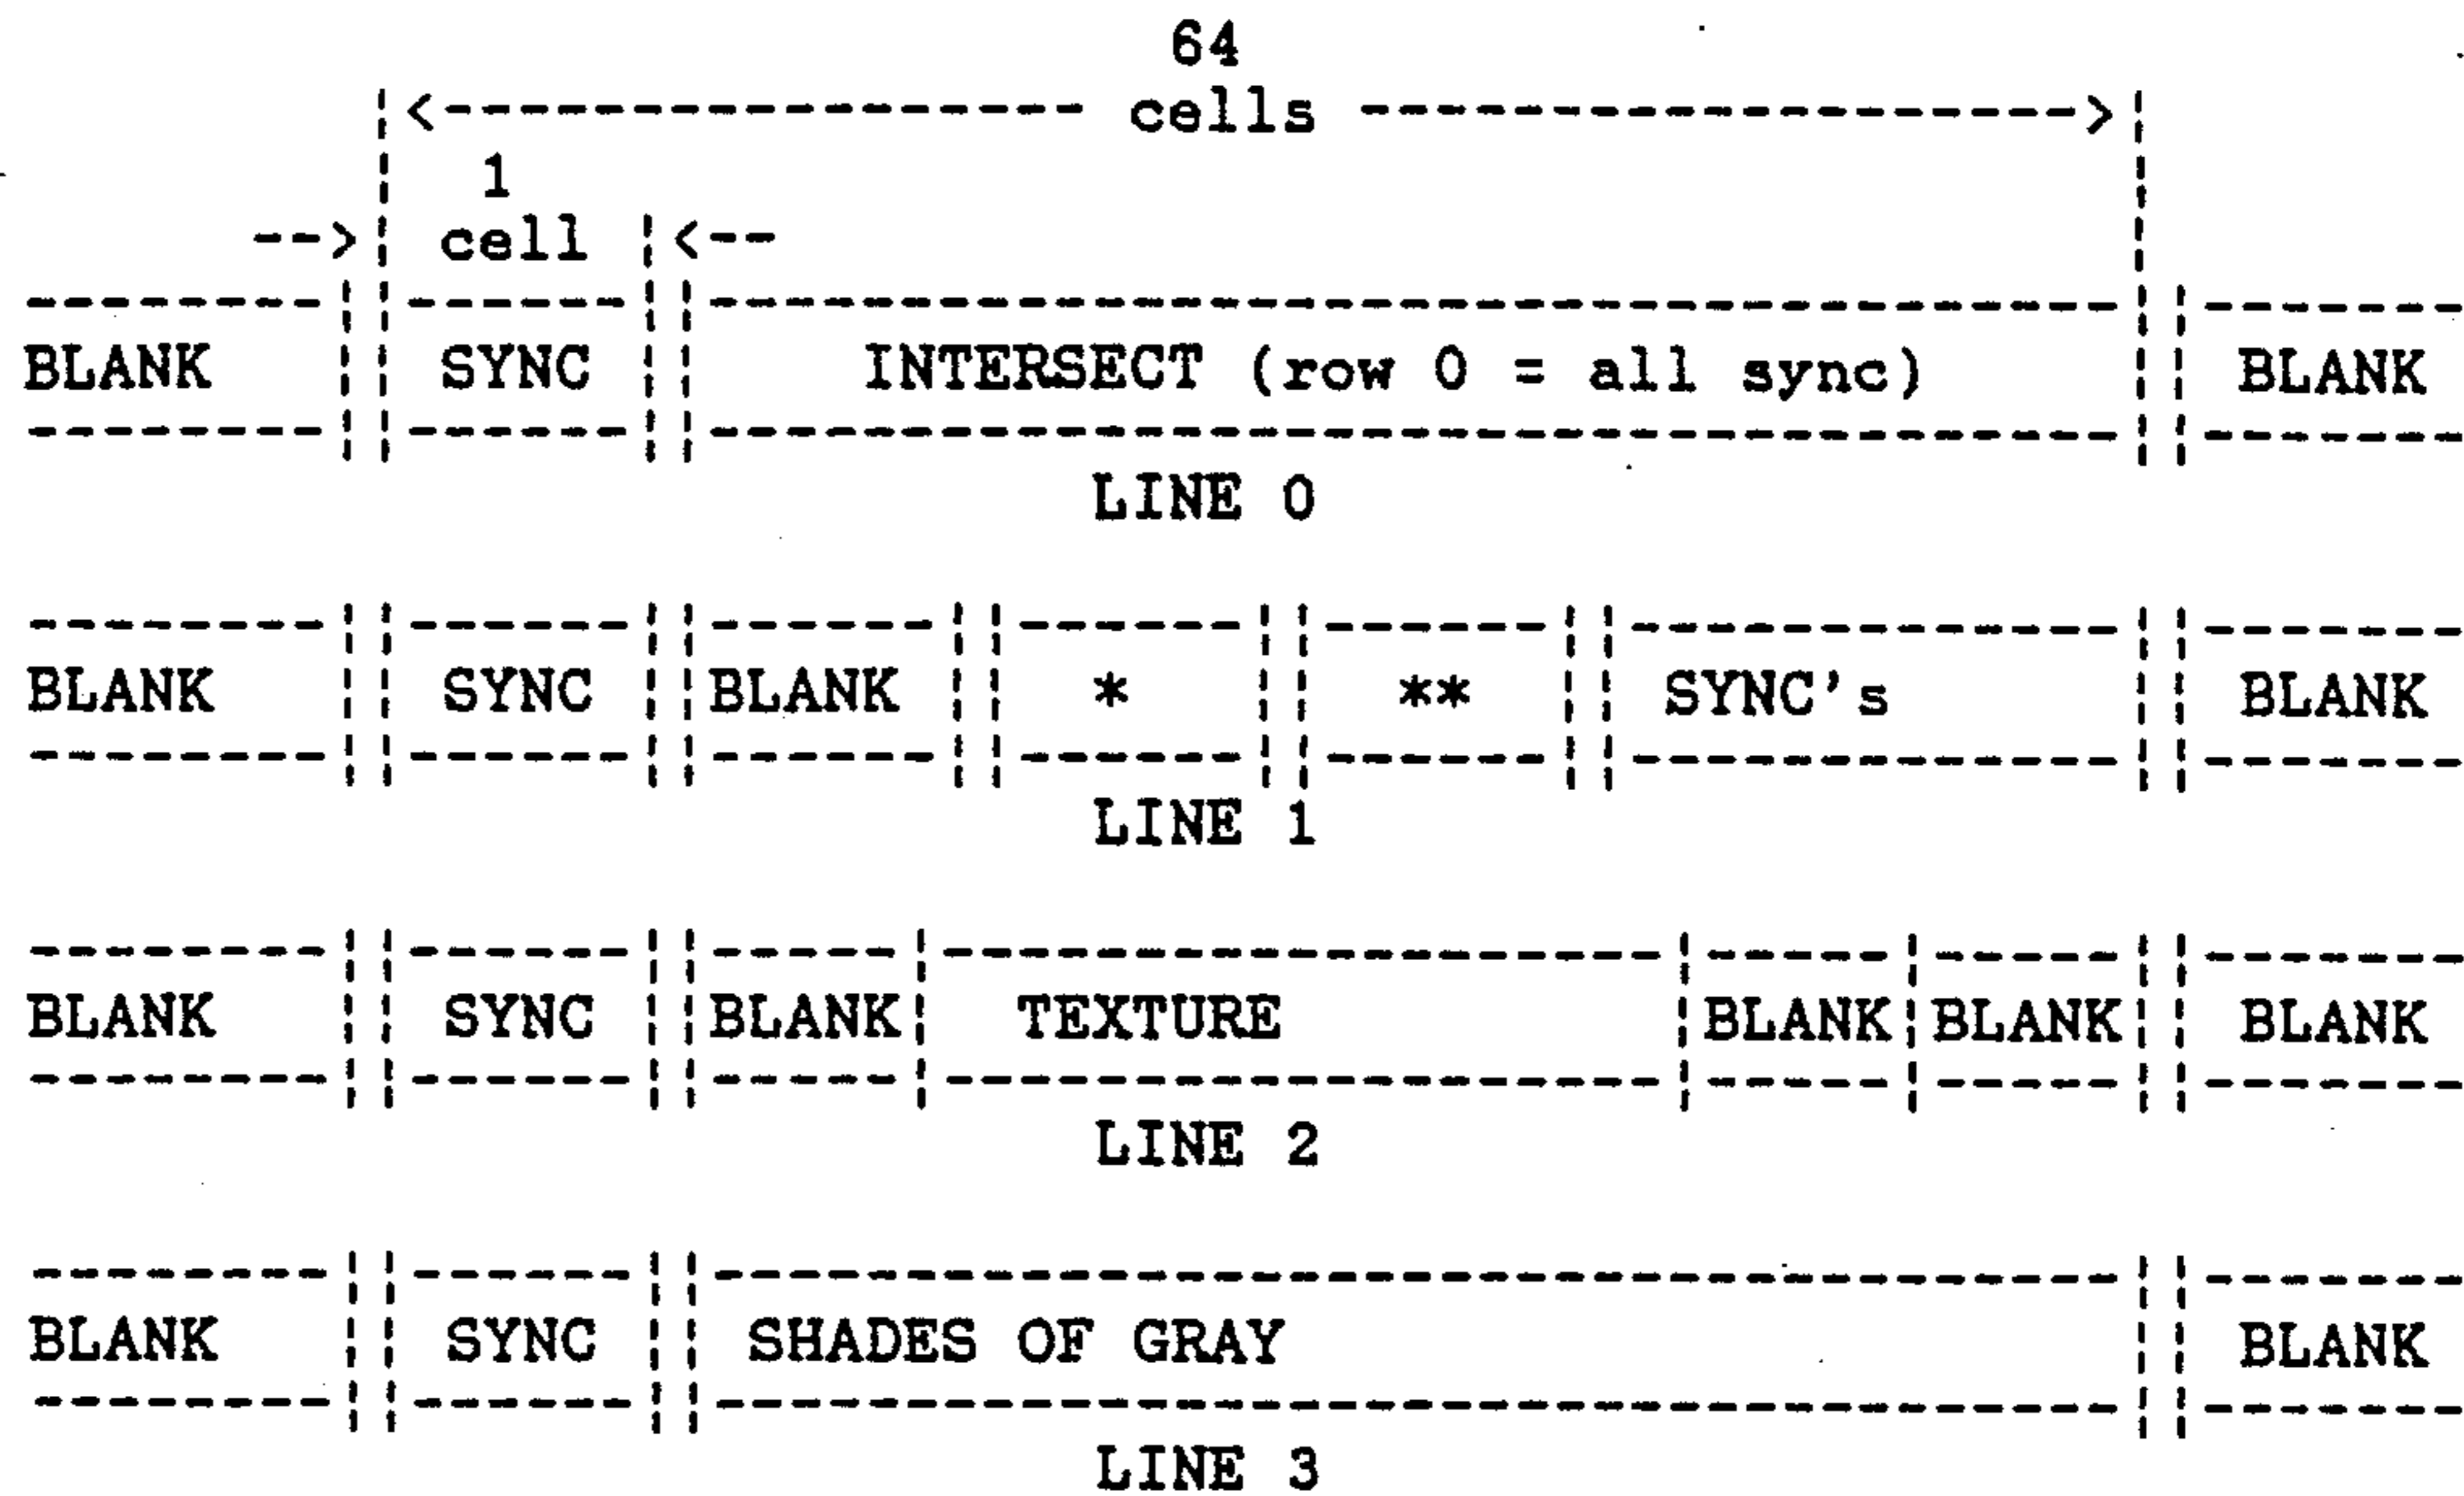 64
|<----------------- cells ------------------->|
1
-->| cell |<--
BLANK || SYNC || INTERSECT (row 0 = all sync) || BLANK
LINE 0
BLANK || SYNC ||BLANK || * || ** || SYNC's || BLANK
LINE 1
BLANK || SYNC ||BLANK| TEXTURE |BLANK|BLANK|| BLANK
LINE 2
BLANK || SYNC || SHADES OF GRAY || BLANK
LINE 3